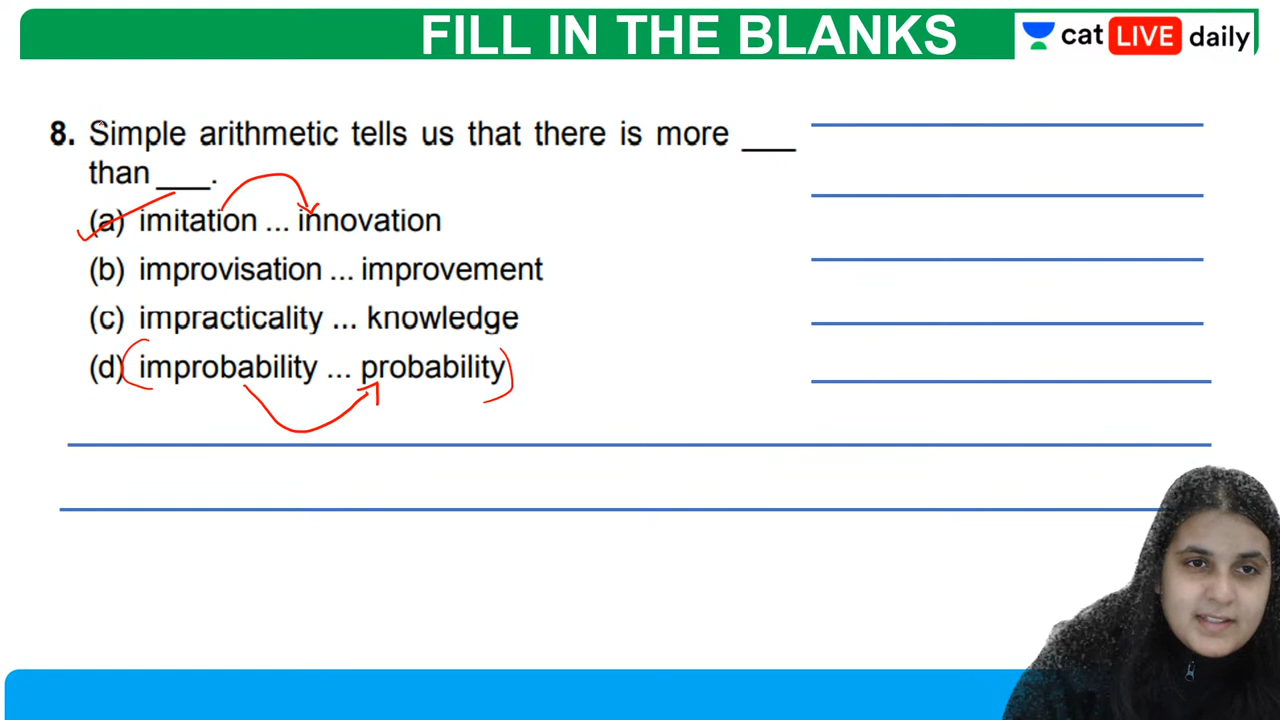 FILL IN THE BLANKS
cat LIVE daily
8. Simple arithmetic tells us that there is more ___
than ___.
(a) imitation ... innovation
(b) improvisation ... improvement
(c) impracticality ... knowledge
(d) improbability ... probability